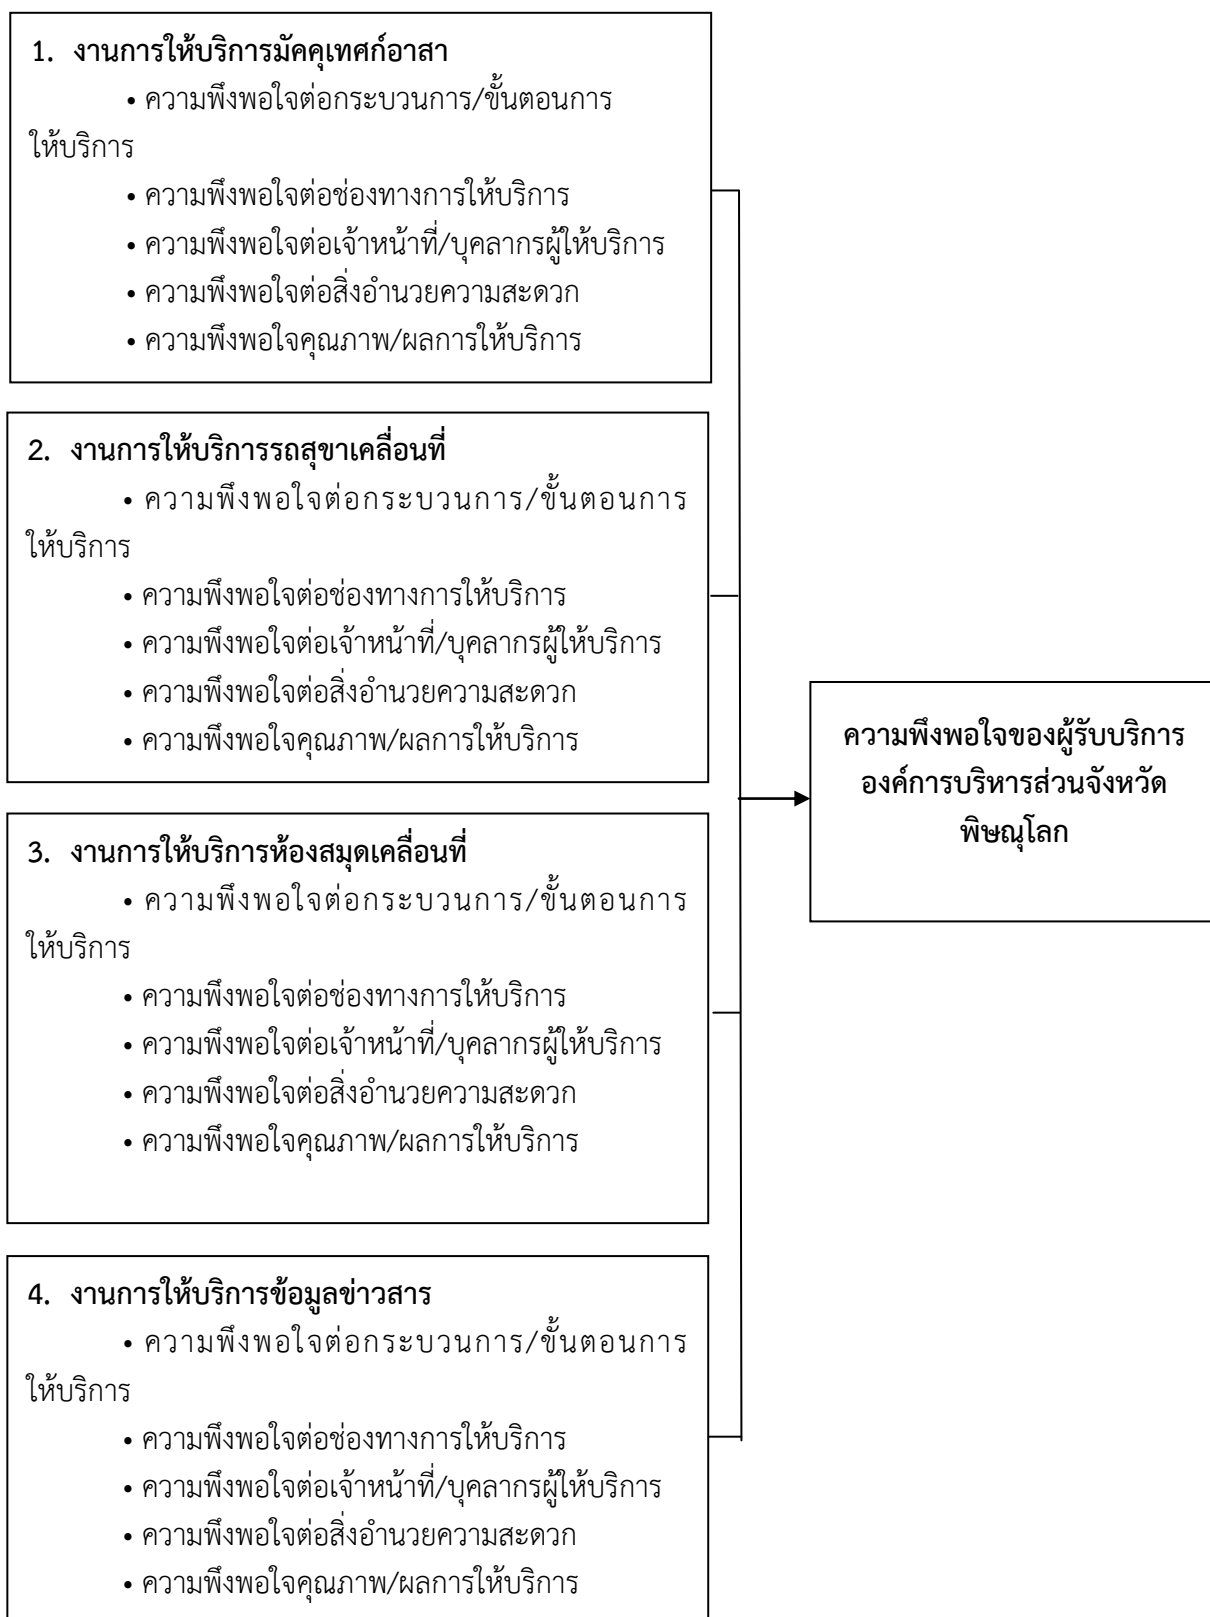 1. งานการให้บริการมัคคุเทศก์อาสา
• ความพึงพอใจต่อกระบวนการ/ขั้นตอนการ
ให้บริการ
• ความพึงพอใจต่อช่องทางการให้บริการ
• ความพึงพอใจต่อเจ้าหน้าที่/บุคลากรผู้ให้บริการ
• ความพึงพอใจต่อสิ่งอำนวยความสะดวก
• ความพึงพอใจคุณภาพ/ผลการให้บริการ
2. งานการให้บริการรถสุขาเคลื่อนที่
• ความพึงพอใจต่อกระบวนการ/ขั้นตอนการ
ให้บริการ
• ความพึงพอใจต่อช่องทางการให้บริการ
• ความพึงพอใจต่อเจ้าหน้าที่/บุคลากรผู้ให้บริการ
• ความพึงพอใจต่อสิ่งอำนวยความสะดวก
• ความพึงพอใจคุณภาพ/ผลการให้บริการ
3. งานการให้บริการห้องสมุดเคลื่อนที่
• ความพึงพอใจต่อกระบวนการ/ขั้นตอนการ
ให้บริการ
• ความพึงพอใจต่อช่องทางการให้บริการ
• ความพึงพอใจต่อเจ้าหน้าที่/บุคลากรผู้ให้บริการ
• ความพึงพอใจต่อสิ่งอำนวยความสะดวก
• ความพึงพอใจคุณภาพ/ผลการให้บริการ
4. งานการให้บริการข้อมูลข่าวสาร
• ความพึงพอใจต่อกระบวนการ/ขั้นตอนการ
ให้บริการ
• ความพึงพอใจต่อช่องทางการให้บริการ
• ความพึงพอใจต่อเจ้าหน้าที่/บุคลากรผู้ให้บริการ
• ความพึงพอใจต่อสิ่งอำนวยความสะดวก
• ความพึงพอใจคุณภาพ/ผลการให้บริการ
ความพึงพอใจของผู้รับบริการ
องค์การบริหารส่วนจังหวัด
พิษณุโลก